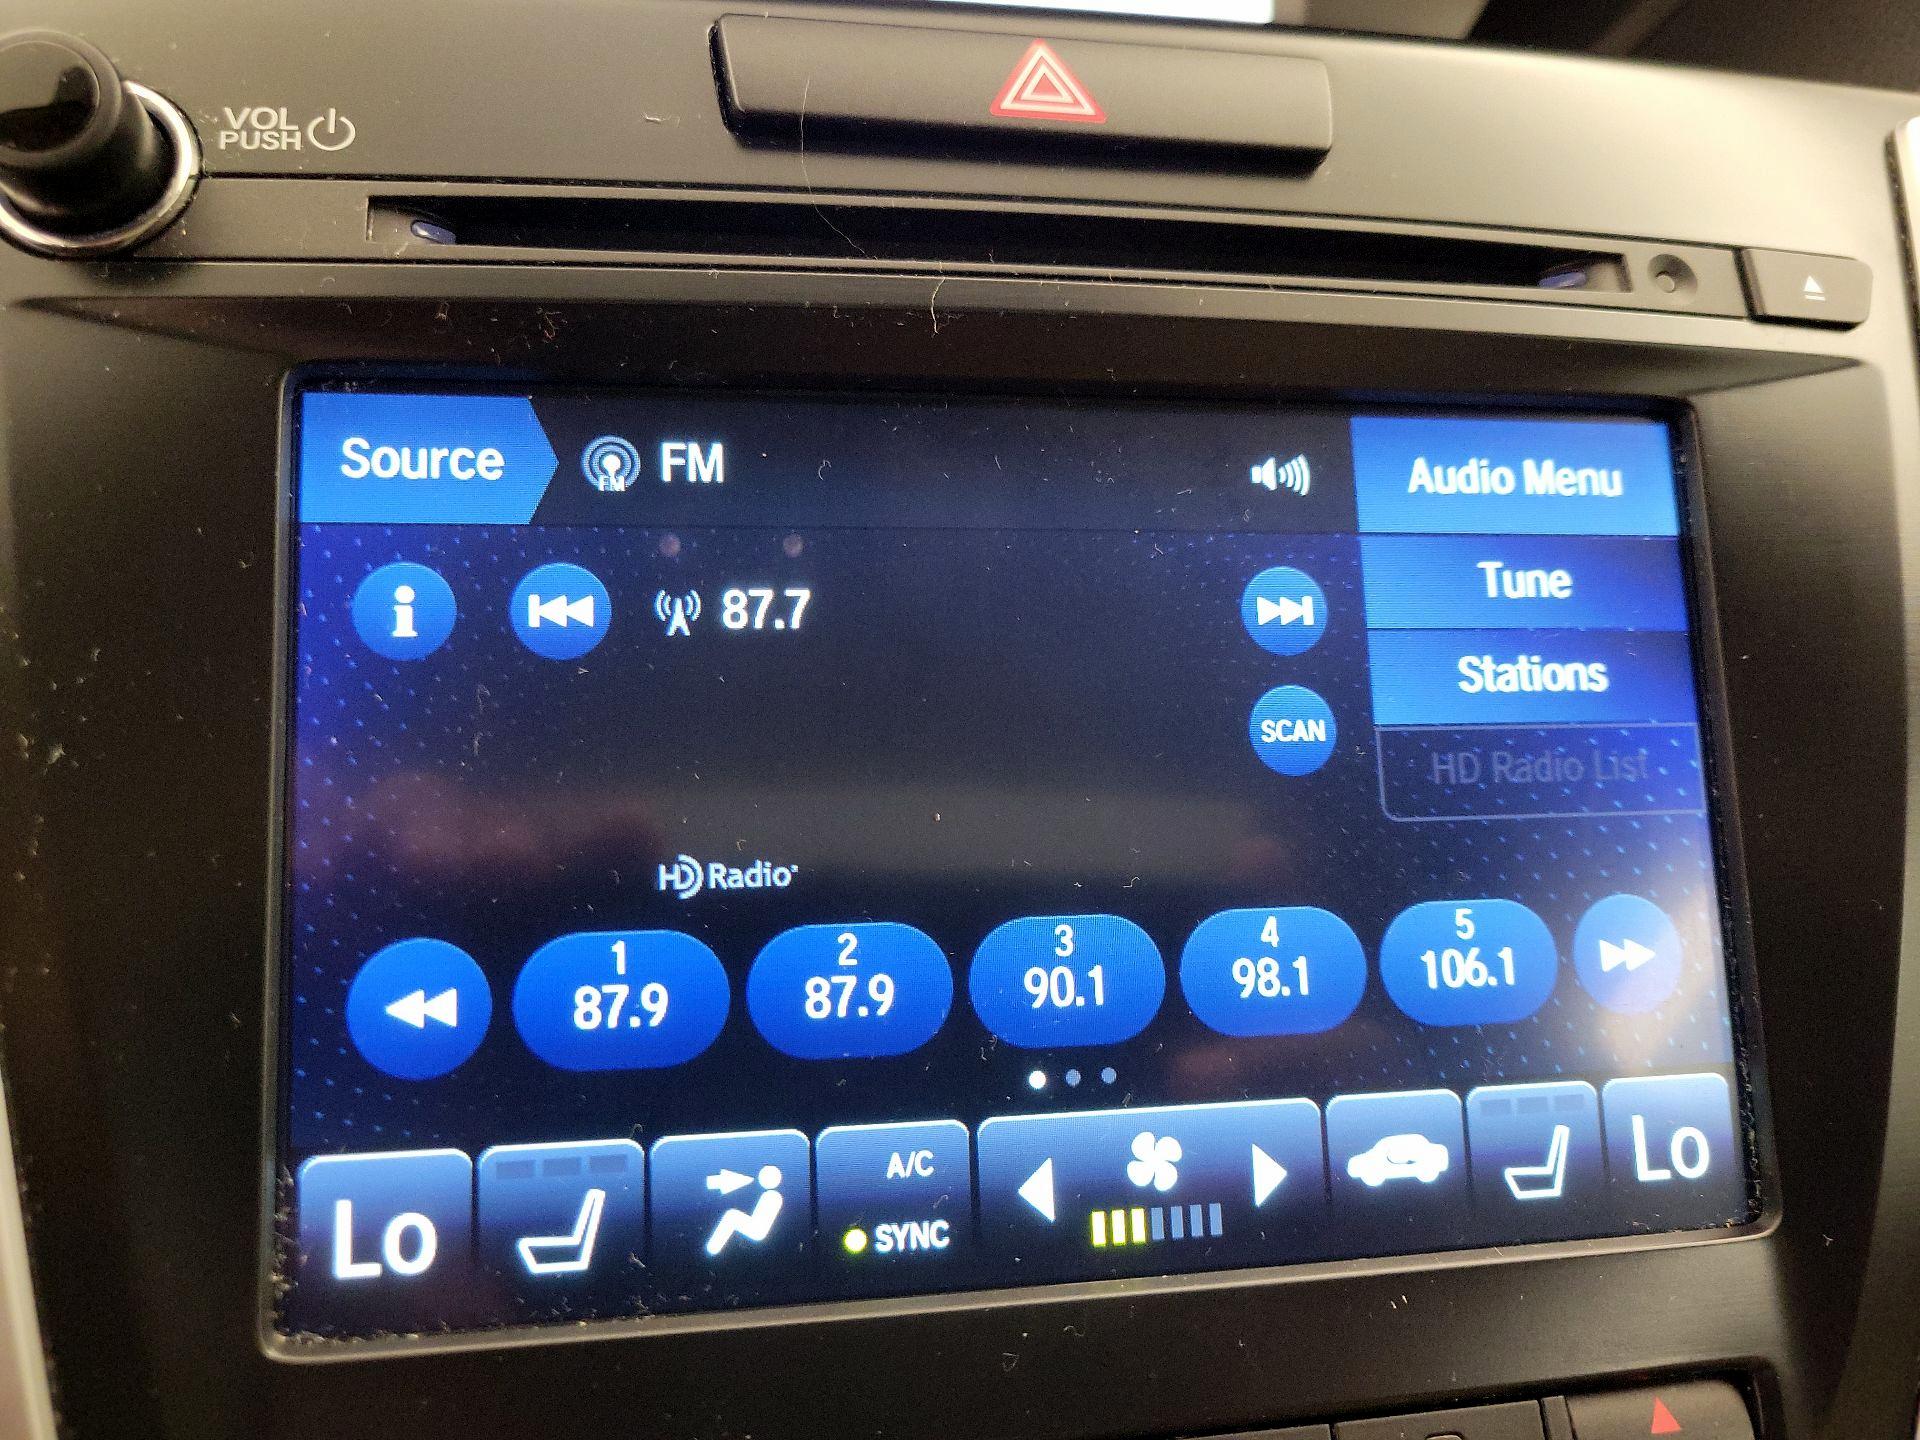 VOL
PUSH
Source FM Audio Menu
FM
i 87.7 Tune
Stations
SCAN
HD Radio List
HD Radio
1 2 3 4 5
87.9 87.9 90.1 98.1 106.1
Lo A/C Lo
SYNC